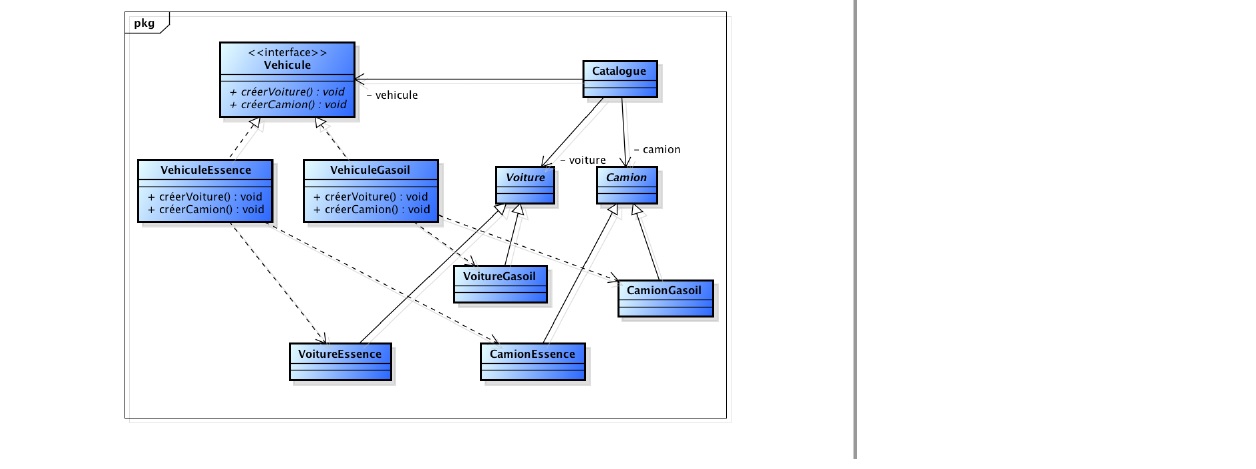 pkg
<<interface>>
Vehicule
+ créerVoiture() : void
+ créerCamion() : void
Catalogue
- vehicule
- voiture
- camion
VehiculeEssence
+ créerVoiture() : void
+ créerCamion() : void
VehiculeGasoil
+ créerVoiture() : void
+ créerCamion() : void
Voiture
Camion
VoitureGasoil
CamionGasoil
VoitureEssence
CamionEssence